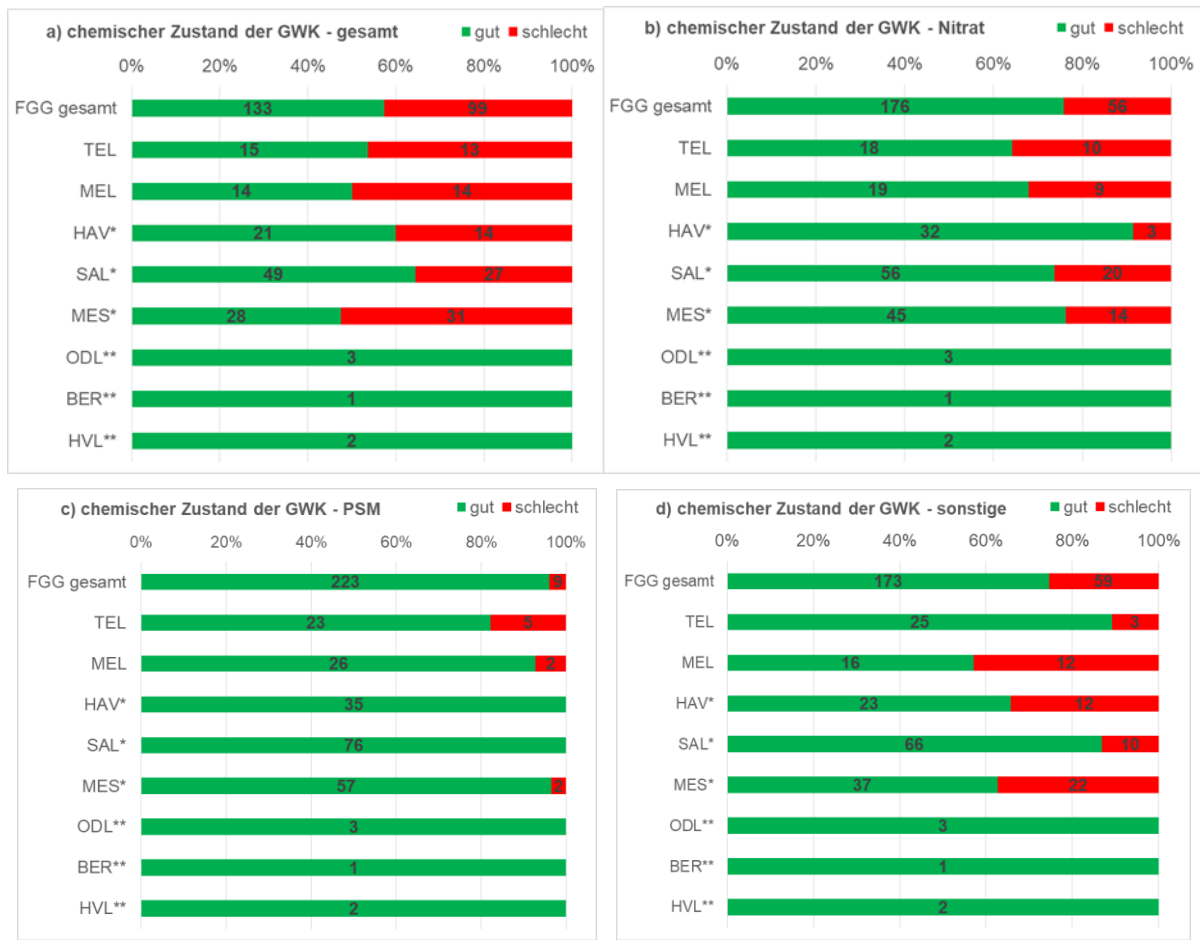 a) chemischer Zustand der GWK - gesamt gut schlecht
0% 20% 40% 60% 80% 100%
FGG gesamt 133 99
TEL 15 13
MEL 14 14
HAV* 21 14
SAL* 49 27
MES* 28 31
ODL** 3
BER** 1
HVL** 2
b) chemischer Zustand der GWK - Nitrat gut schlecht
0% 20% 40% 60% 80% 100%
FGG gesamt 176 56
TEL 18 10
MEL 19 9
HAV* 32 3
SAL* 56 20
MES* 45 14
ODL** 3
BER** 1
HVL** 2
c) chemischer Zustand der GWK - PSM gut schlecht
0% 20% 40% 60% 80% 100%
FGG gesamt 223 9
TEL 23 5
MEL 26 2
HAV* 35
SAL* 76
MES* 57 2
ODL** 3
BER** 1
HVL** 2
d) chemischer Zustand der GWK - sonstige gut schlecht
0% 20% 40% 60% 80% 100%
FGG gesamt 173 59
TEL 25 3
MEL 16 12
HAV* 23 12
SAL* 66 10
MES* 37 22
ODL** 3
BER** 1
HVL** 2